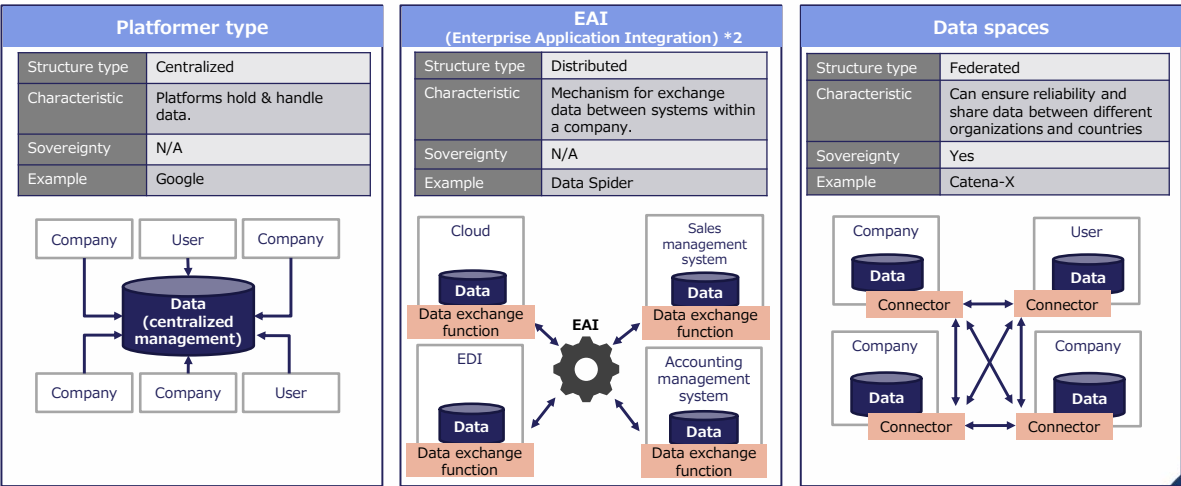 Platformer type
Structure type Centralized
Characteristic Platforms hold & handle
data.
Sovereignty N/A
Example Google
Company
User
Company
Data
(centralized
management)
Company
Company
User
EAI
(Enterprise Application Integration) *2
Structure type Distributed
Characteristic Mechanism for exchange
data between systems within
a company.
Sovereignty N/A
Example Data Spider
Cloud
Data
Data exchange
function
Sales
management
system
Data
Data exchange
function
EAI
EDI
Data
Data exchange
function
Accounting
management
system
Data
Data exchange
function
Data spaces
Structure type Federated
Characteristic Can ensure reliability and
share data between different
organizations and countries
Sovereignty Yes
Example Catena-X
Company
Data
Connector
User
Data
Connector
Company
Data
Connector
Company
Data
Connector